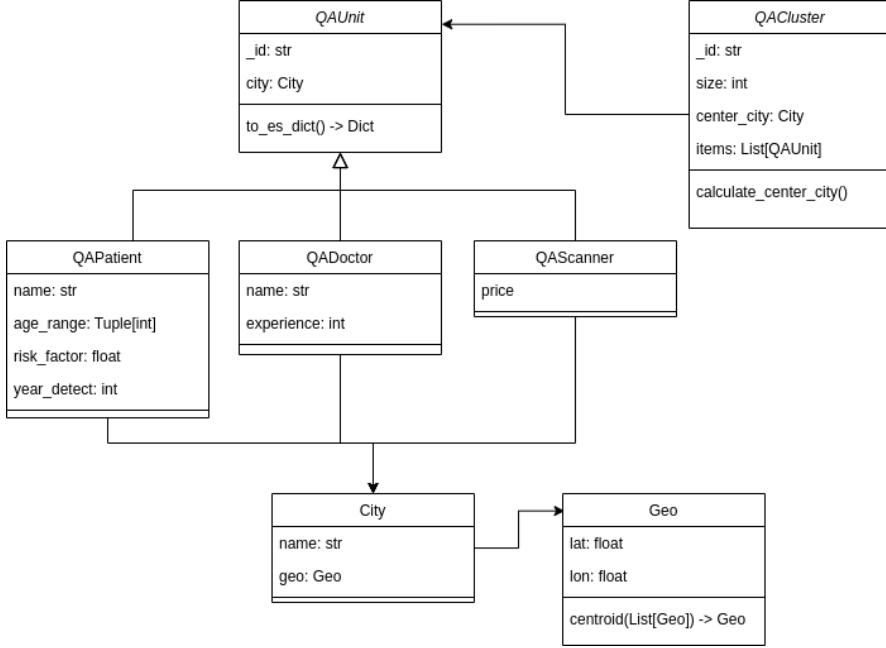 QAUnit
_id: str
city: City
to_es_dict() -> Dict
QACluster
_id: str
size: int
center_city: City
items: List[QAUnit]
calculate_center_city()
QAPatient
name: str
age_range: Tuple[int]
risk_factor: float
year_detect: int
QADoctor
name: str
experience: int
QAScanner
price
City
name: str
geo: Geo
Geo
lat: float
lon: float
centroid(List[Geo]) -> Geo